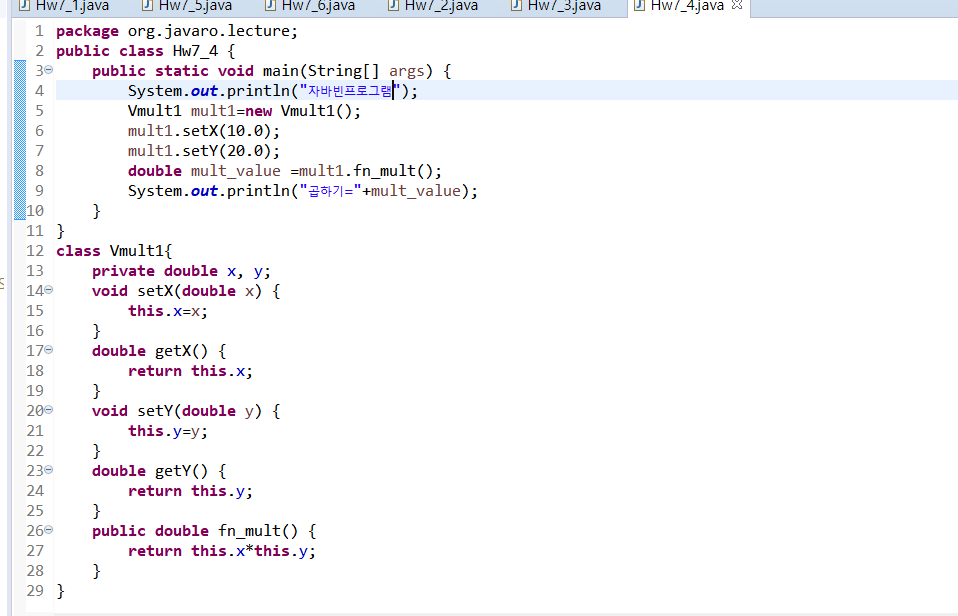 Hw7_1.java Hw7_5.java Hw7_6.java Hw7_2.java Hw7_3.java Hw7_4.java
1 package org.javaro.lecture;
2 public class Hw7_4 {
3 public static void main(String[] args) {
4 System.out.println("자바빈프로그램");
5 Vmult1 mult1=new Vmult1();
6 mult1.setX(10.0);
7 mult1.setY(20.0);
8 double mult_value =mult1.fn_mult();
9 System.out.println("곱하기="+mult_value);
10 }
11 }
12 class Vmult1{
13 private double x, y;
14 void setX(double x) {
15 this.x=x;
16 }
17 double getX() {
18 return this.x;
19 }
20 void setY(double y) {
21 this.y=y;
22 }
23 double getY() {
24 return this.y;
25 }
26 public double fn_mult() {
27 return this.x*this.y;
28 }
29 }